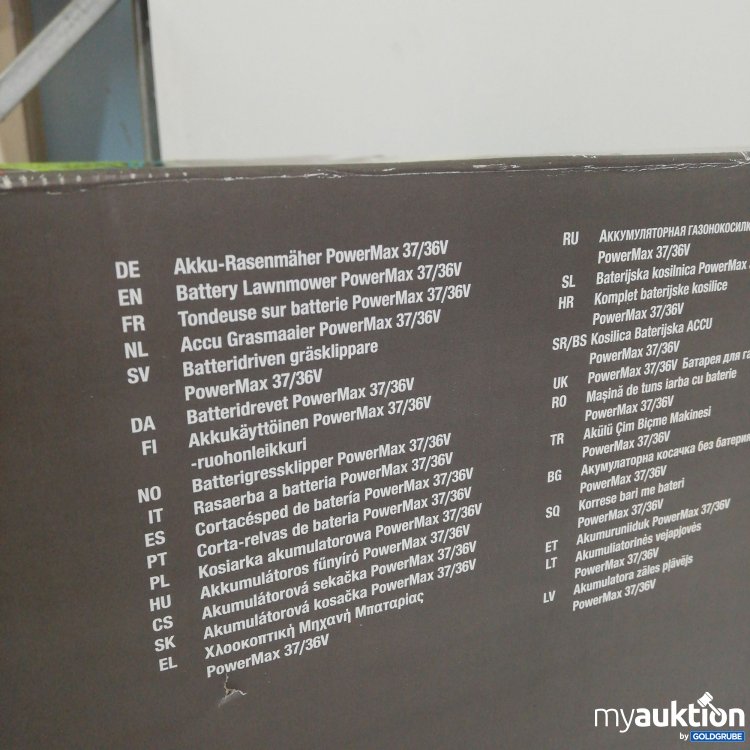 DE Akku-Rasenmäher PowerMax 37/36V
EN Battery Lawnmower PowerMax 37/36V
FR Tondeuse sur batterie PowerMax 37/36V
NL Accu Grasmaaier PowerMax 37/36V
SV Batteridriven gräsklippare
PowerMax 37/36V
DA Batteridrevet PowerMax 37/36V
FI Akkukäyttöinen PowerMax 37/36V
-ruohonleikkuri
NO Batterigressklipper PowerMax 37/36V
IT Rasaerba a batteria PowerMax 37/36V
ES Cortacésped de batería PowerMax 37/36V
PT Corta-relvas de bateria PowerMax 37/36V
PL Kosiarka akumulatorowa PowerMax 37/36V
HU Akkumulátoros fűnyíró PowerMax 37/36V
CS Akumulátorová sekačka PowerMax 37/36V
SK Akumulátorová kosačka PowerMax 37/36V
EL Χλοοκοπτική Μηχανή Μπαταρίας
PowerMax 37/36V
RU Аккумуляторная газонокосилк
PowerMax 37/36V
SL Baterijska kosilnica PowerMax
HR Komplet baterijske kosilice
PowerMax 37/36V
SR/BS Kosilica Baterijska ACCU
PowerMax 37/36V
UK PowerMax 37/36V Батарея для га
RO Mașină de tuns iarba cu baterie
PowerMax 37/36V
TR Akülü Çim Biçme Makinesi
PowerMax 37/36V
BG Акумулаторна косачка без батерия
PowerMax 37/36V
SQ Korrese bari me bateri
PowerMax 37/36V
ET Akumuruniiduk PowerMax 37/36V
LT Akumuliatorinės vejapjovės
PowerMax 37/36V
LV Akumulatora zāles pļāvējs
PowerMax 37/36V
myauktion
by GOLDGRUBE